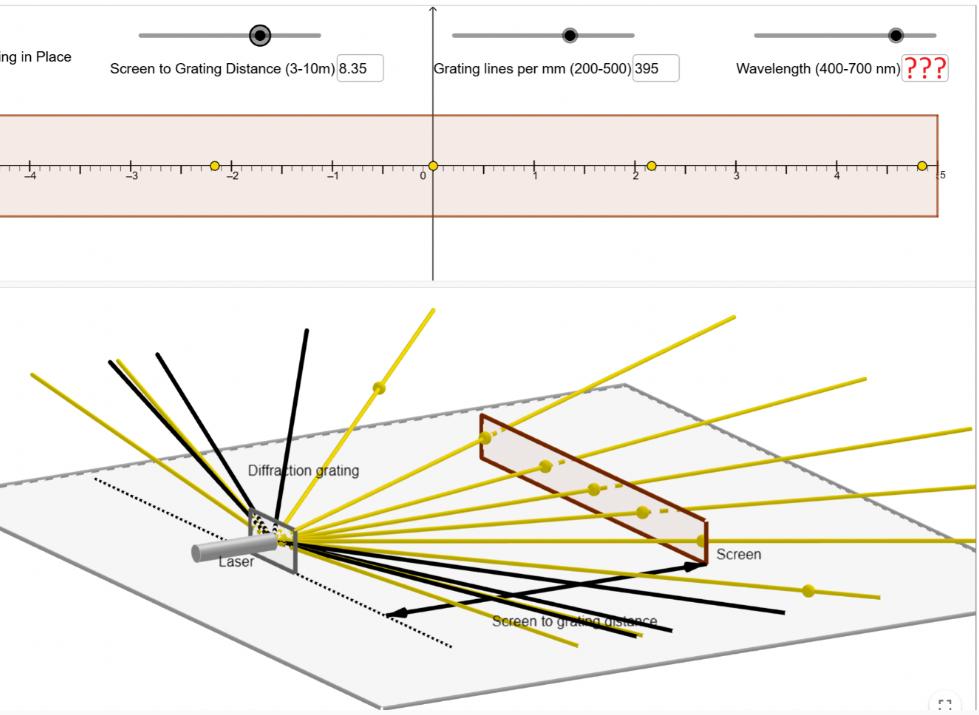 ing in Place
Screen to Grating Distance (3-10m) 8.35
Grating lines per mm (200-500) 395
Wavelength (400-700 nm) ???
–4 –3 –2 –1 0 1 2 3 4 5
Diffraction grating
Laser
Screen
Screen to grating distance